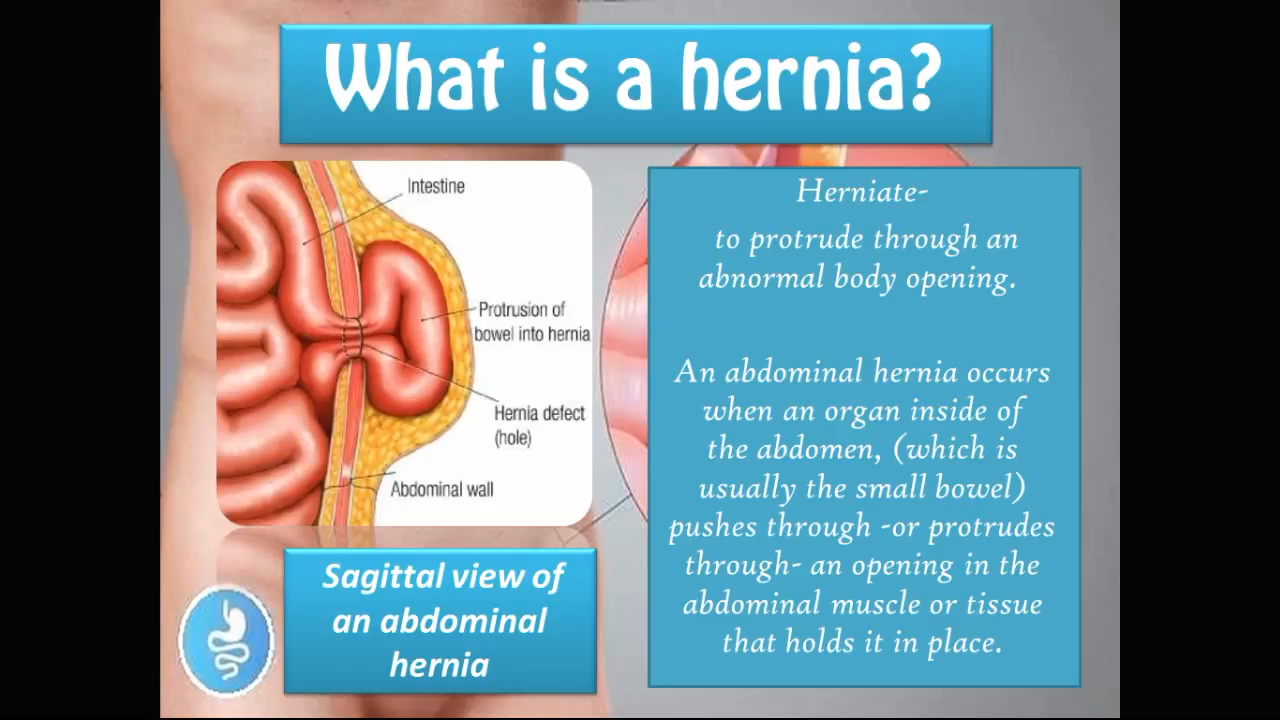 What is a hernia?
Intestine
Protrusion of
bowel into hernia
Hernia defect
(hole)
Abdominal wall
Sagittal view of
an abdominal
hernia
Herniate-
to protrude through an
abnormal body opening.
An abdominal hernia occurs
when an organ inside of
the abdomen, (which is
usually the small bowel)
pushes through -or protrudes
through- an opening in the
abdominal muscle or tissue
that holds it in place.